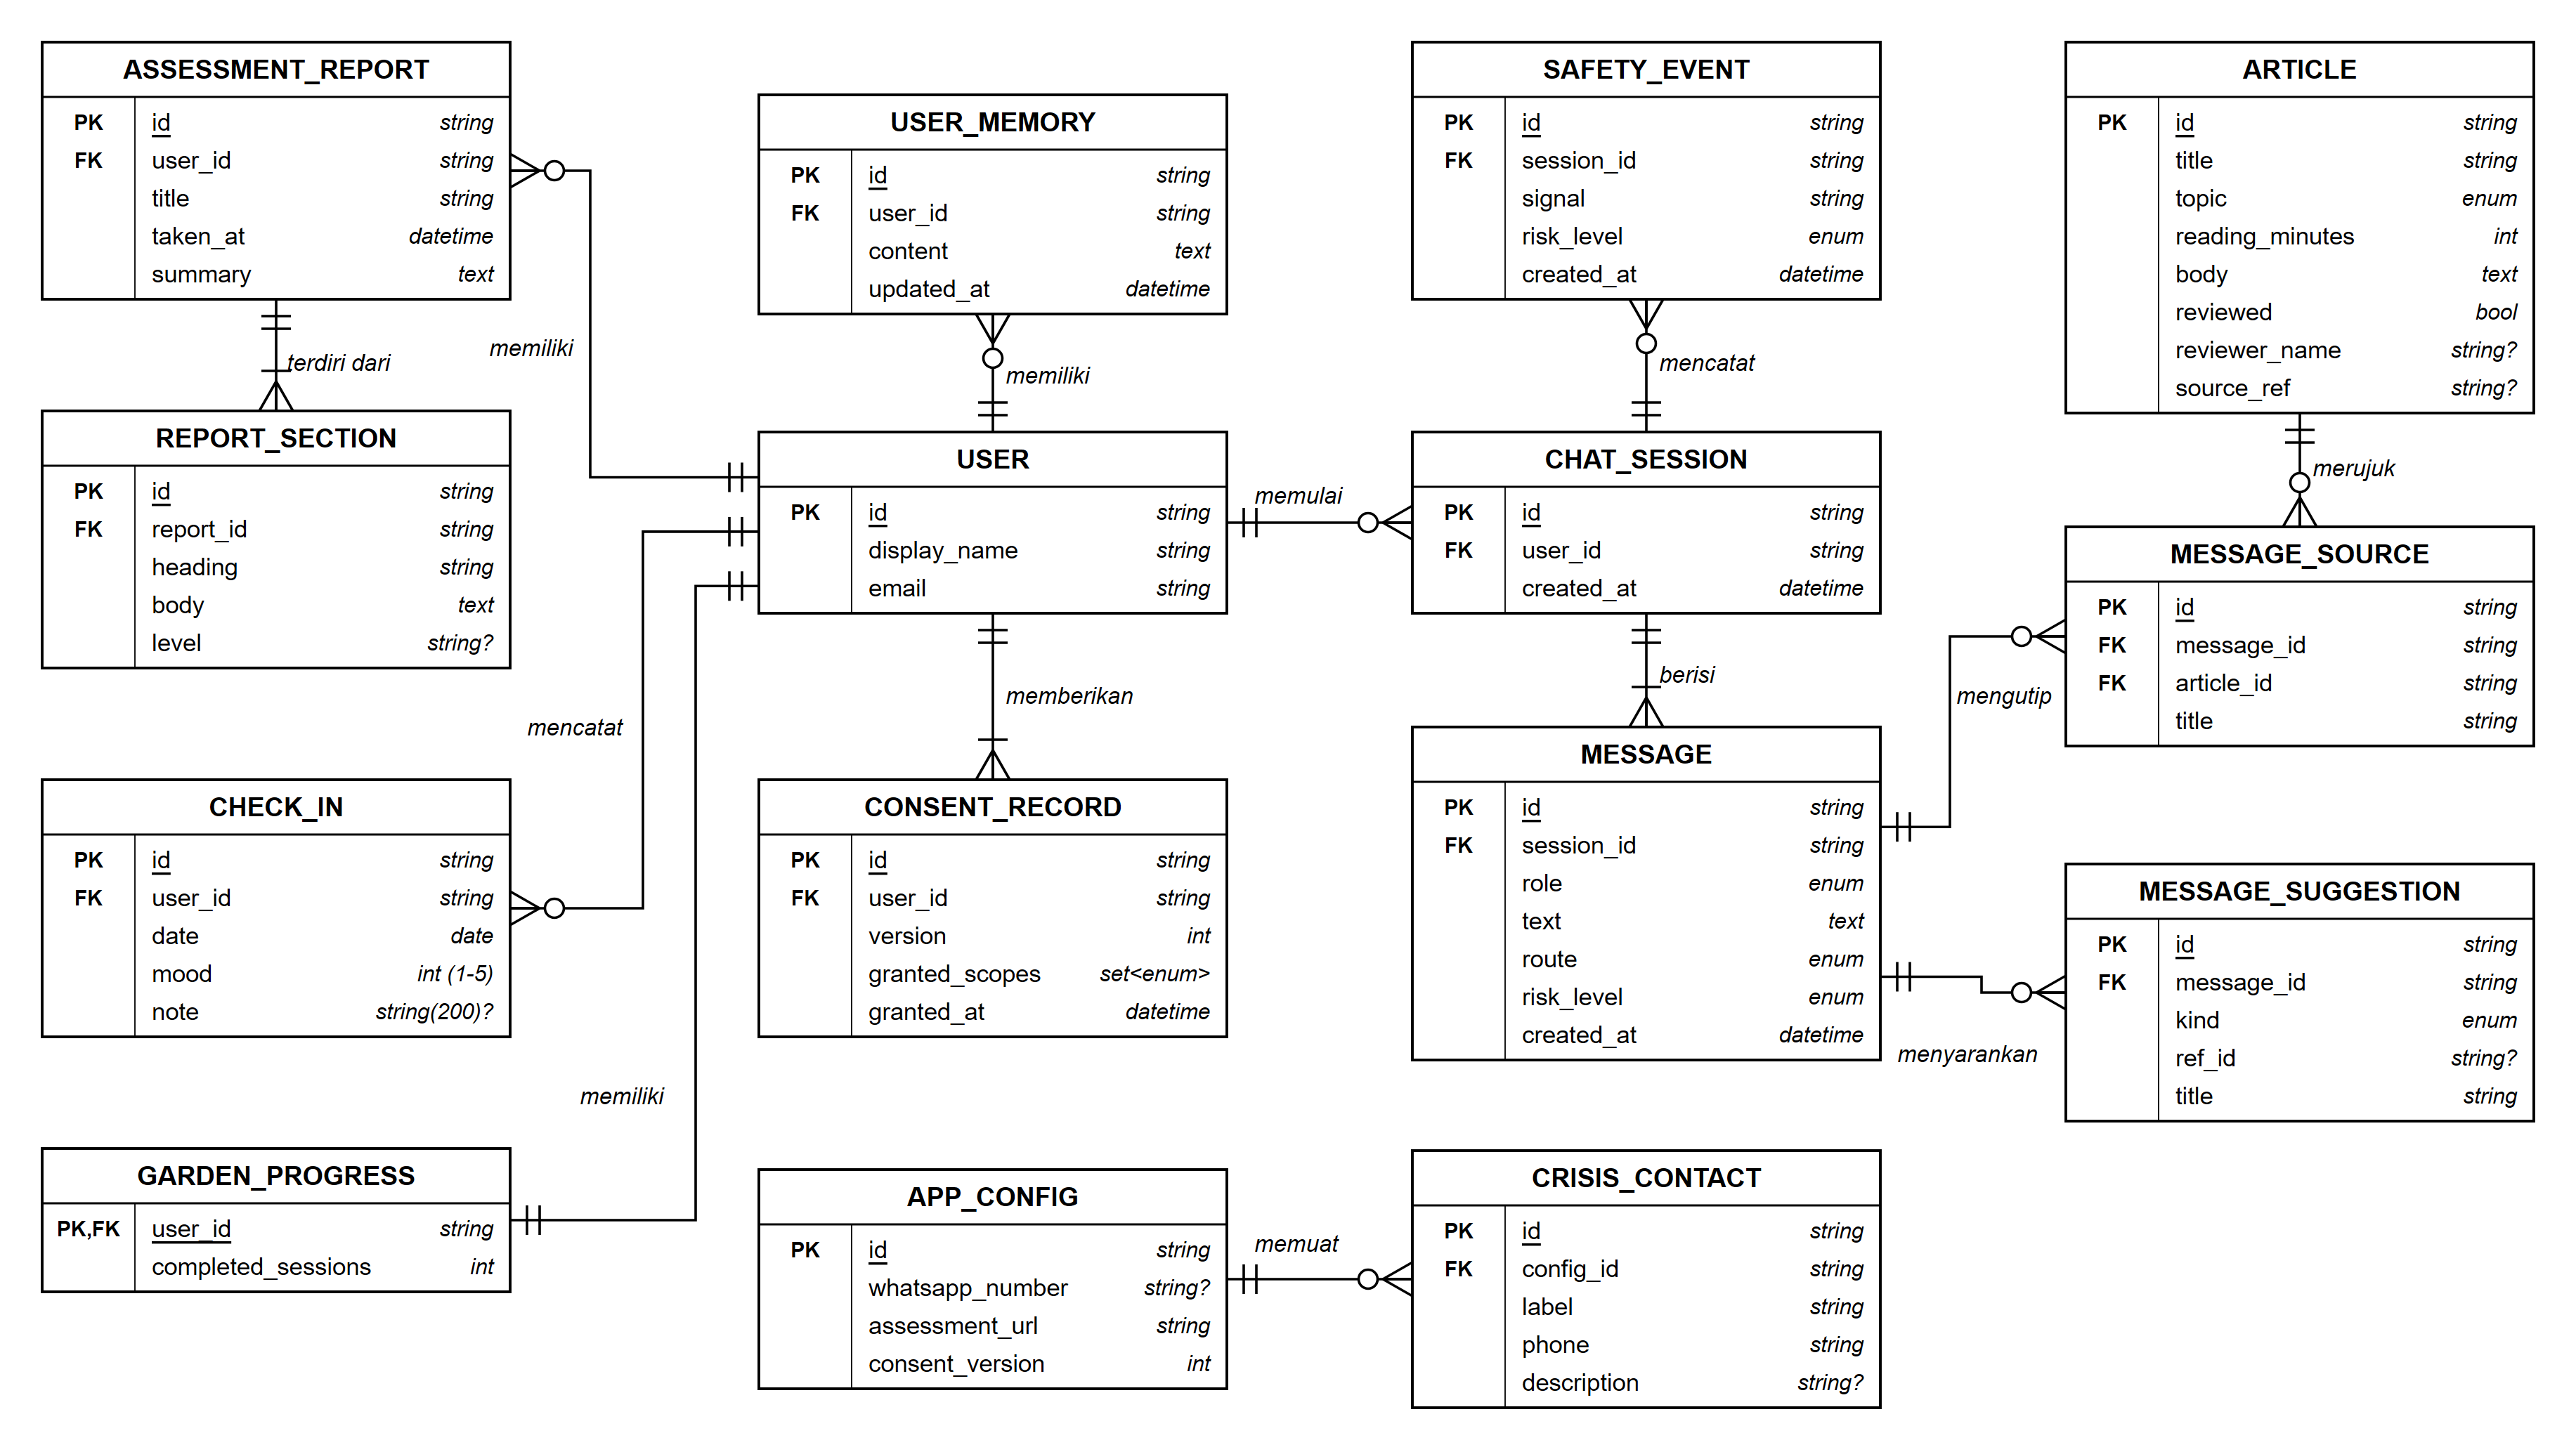 ASSESSMENT_REPORT
PK id string
FK user_id string
title string
taken_at datetime
summary text
terdiri dari
memiliki
REPORT_SECTION
PK id string
FK report_id string
heading string
body text
level string?
mencatat
CHECK_IN
PK id string
FK user_id string
date date
mood int (1-5)
note string(200)?
memiliki
GARDEN_PROGRESS
PK,FK user_id string
completed_sessions int
USER_MEMORY
PK id string
FK user_id string
content text
updated_at datetime
memiliki
USER
PK id string
display_name string
email string
memulai
memberikan
CONSENT_RECORD
PK id string
FK user_id string
version int
granted_scopes set<enum>
granted_at datetime
APP_CONFIG
PK id string
whatsapp_number string?
assessment_url string
consent_version int
memuat
SAFETY_EVENT
PK id string
FK session_id string
signal string
risk_level enum
created_at datetime
mencatat
CHAT_SESSION
PK id string
FK user_id string
created_at datetime
berisi
MESSAGE
PK id string
FK session_id string
role enum
text text
route enum
risk_level enum
created_at datetime
CRISIS_CONTACT
PK id string
FK config_id string
label string
phone string
description string?
ARTICLE
PK id string
title string
topic enum
reading_minutes int
body text
reviewed bool
reviewer_name string?
source_ref string?
merujuk
MESSAGE_SOURCE
PK id string
FK message_id string
FK article_id string
title string
mengutip
MESSAGE_SUGGESTION
PK id string
FK message_id string
kind enum
ref_id string?
title string
menyarankan